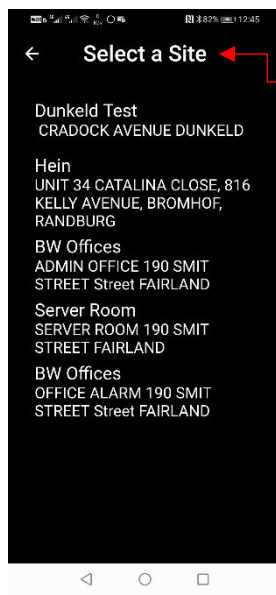 82% 12:45
Select a Site
Dunkeld Test
CRADOCK AVENUE DUNKELD
Hein
UNIT 34 CATALINA CLOSE, 816
KELLY AVENUE, BROMHOF,
RANDBURG
BW Offices
ADMIN OFFICE 190 SMIT
STREET Street FAIRLAND
Server Room
SERVER ROOM 190 SMIT
STREET FAIRLAND
BW Offices
OFFICE ALARM 190 SMIT
STREET Street FAIRLAND